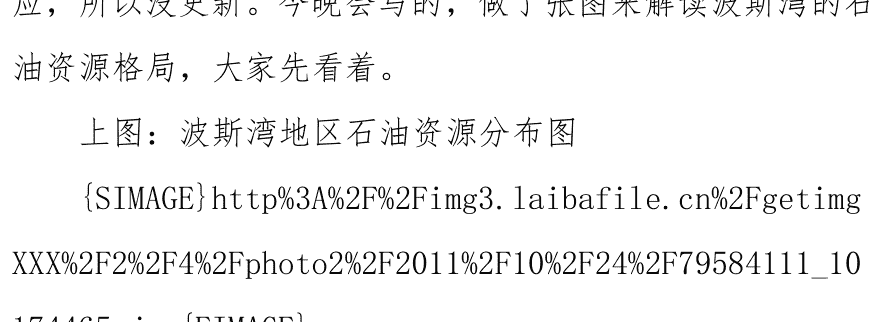 应，所以没更新。今晚会写的，做了张图来解读波斯湾的石
油资源格局，大家先看着。
上图：波斯湾地区石油资源分布图
{SIMAGE}http%3A%2F%2Fimg3.laibafile.cn%2Fgetimg
XXX%2F2%2F4%2Fphoto2%2F2011%2F10%2F24%2F79584111_10